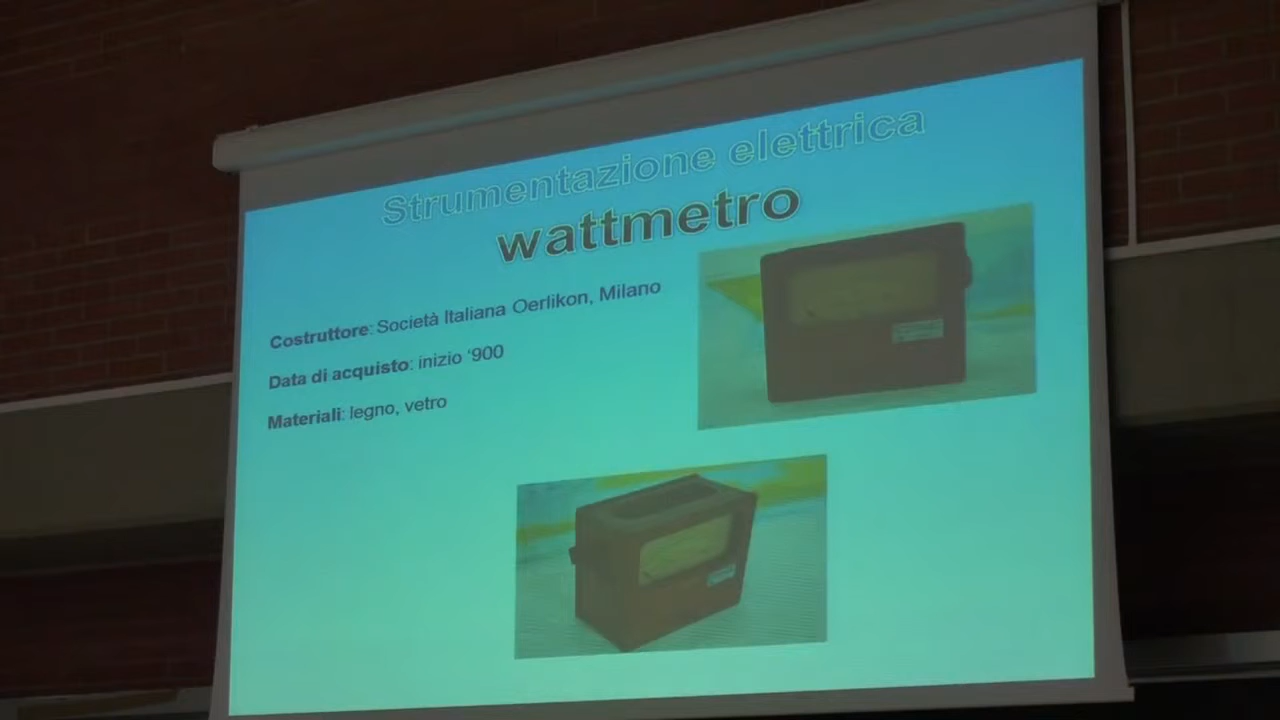 Strumentazione elettrica
wattmetro
Costruttore: Società Italiana Oerlikon, Milano
Data di acquisto: inizio ‘900
Materiali: legno, vetro